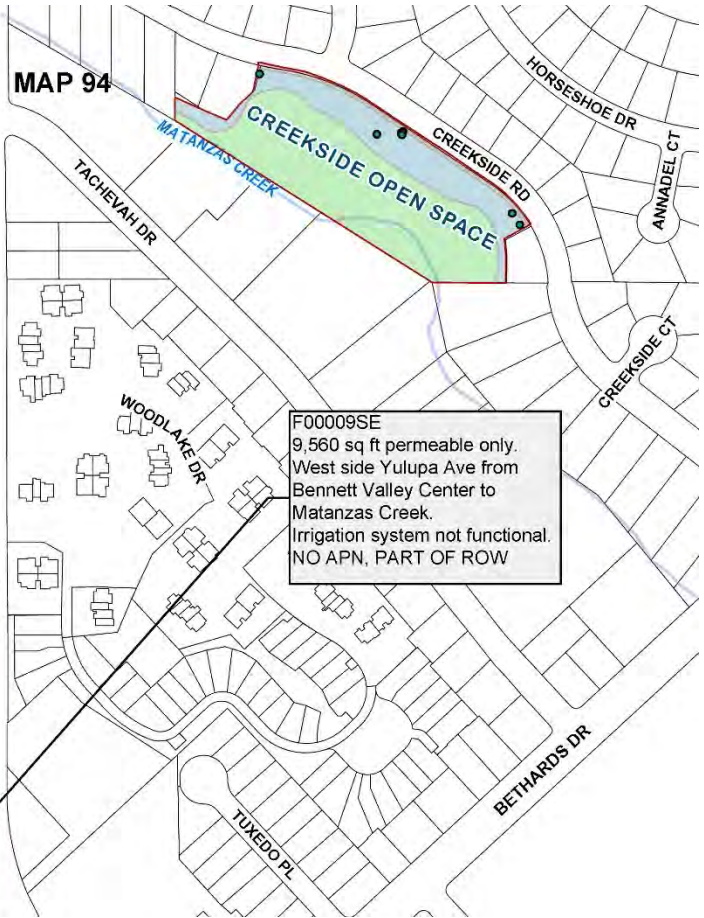 MAP 94
HORSESHOE DR
CREEKSIDE OPEN SPACE
CREEKSIDE RD
MATANZAS CREEK
ANNADEL CT
TACHEVAH DR
CREEKSIDE CT
WOODLAKE DR
F00009SE
9,560 sq ft permeable only.
West side Yulupa Ave from
Bennett Valley Center to
Matanzas Creek.
Irrigation system not functional.
NO APN, PART OF ROW
BETHARDS DR
TUXEDO PL